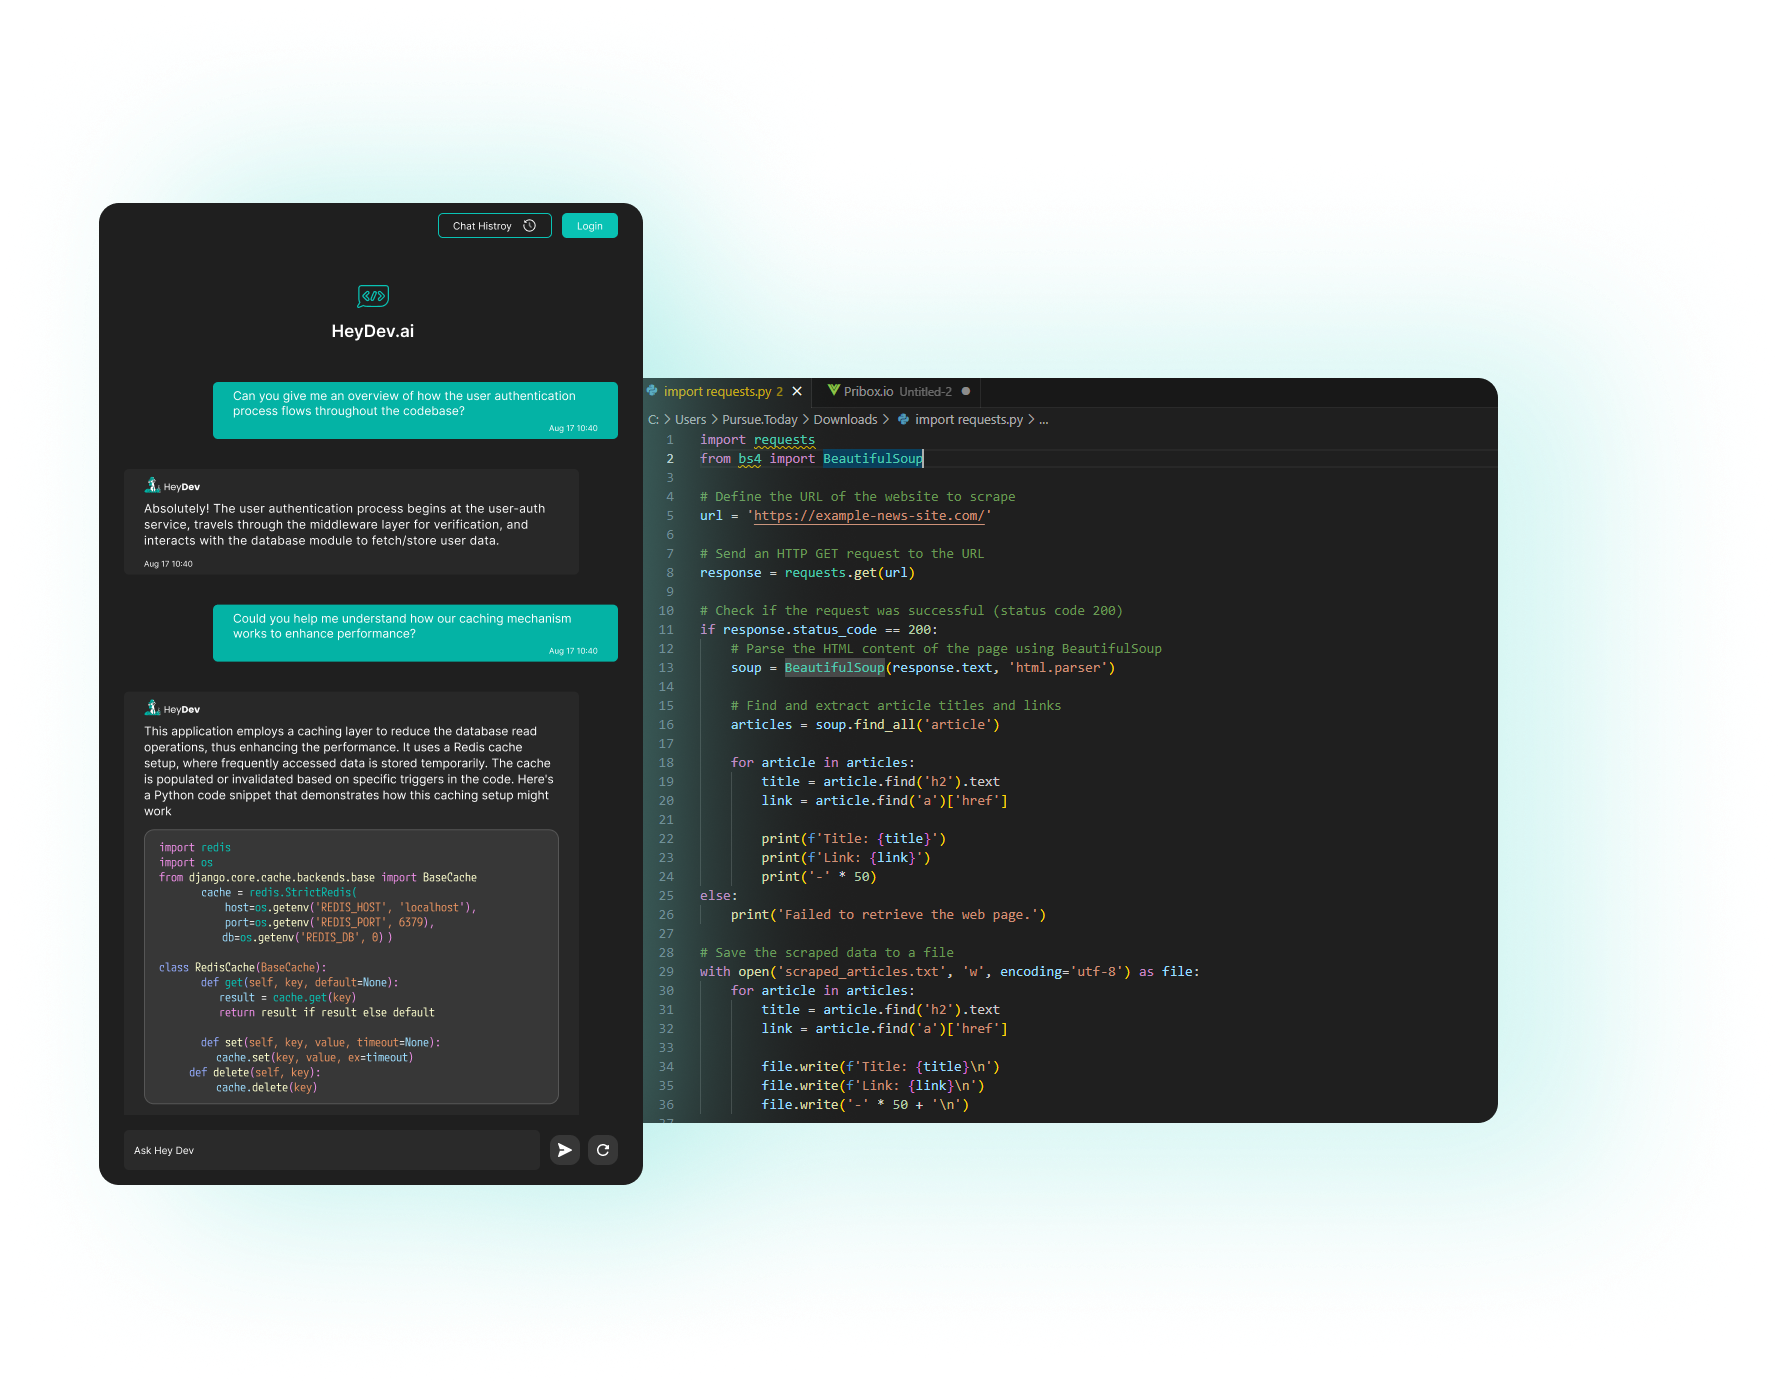 Chat Histroy
Login
HeyDev.ai
Can you give me an overview of how the user authentication
process flows throughout the codebase?
Aug 17 10:40
HeyDev
Absolutely! The user authentication process begins at the user-auth
service, travels through the middleware layer for verification, and
interacts with the database module to fetch/store user data.
Aug 17 10:40
Could you help me understand how our caching mechanism
works to enhance performance?
Aug 17 10:40
HeyDev
This application employs a caching layer to reduce the database read
operations, thus enhancing the performance. It uses a Redis cache
setup, where frequently accessed data is stored temporarily. The cache
is populated or invalidated based on specific triggers in the code. Here's
a Python code snippet that demonstrates how this caching setup might
work
import redis
import os
from django.core.cache.backends.base import BaseCache
cache = redis.StrictRedis(
host=os.getenv('REDIS_HOST', 'localhost'),
port=os.getenv('REDIS_PORT', 6379),
db=os.getenv('REDIS_DB', 0))
class RedisCache(BaseCache):
def get(self, key, default=None):
result = cache.get(key)
return result if result else default
def set(self, key, value, timeout=None):
cache.set(key, value, ex=timeout)
def delete(self, key):
cache.delete(key)
Ask Hey Dev
import requests.py 2
Pribox.io Untitled-2
C: > Users > Pursue.Today > Downloads > import requests.py > ...
1 import requests
2 from bs4 import BeautifulSoup
3
4 # Define the URL of the website to scrape
5 url = 'https://example-news-site.com/'
6
7 # Send an HTTP GET request to the URL
8 response = requests.get(url)
9
10 # Check if the request was successful (status code 200)
11 if response.status_code == 200:
12 # Parse the HTML content of the page using BeautifulSoup
13 soup = BeautifulSoup(response.text, 'html.parser')
14
15 # Find and extract article titles and links
16 articles = soup.find_all('article')
17
18 for article in articles:
19 title = article.find('h2').text
20 link = article.find('a')['href']
21
22 print(f'Title: {title}')
23 print(f'Link: {link}')
24 print('-' * 50)
25 else:
26 print('Failed to retrieve the web page.')
27
28 # Save the scraped data to a file
29 with open('scraped_articles.txt', 'w', encoding='utf-8') as file:
30 for article in articles:
31 title = article.find('h2').text
32 link = article.find('a')['href']
33
34 file.write(f'Title: {title}\n')
35 file.write(f'Link: {link}\n')
36 file.write('-' * 50 + '\n')
37